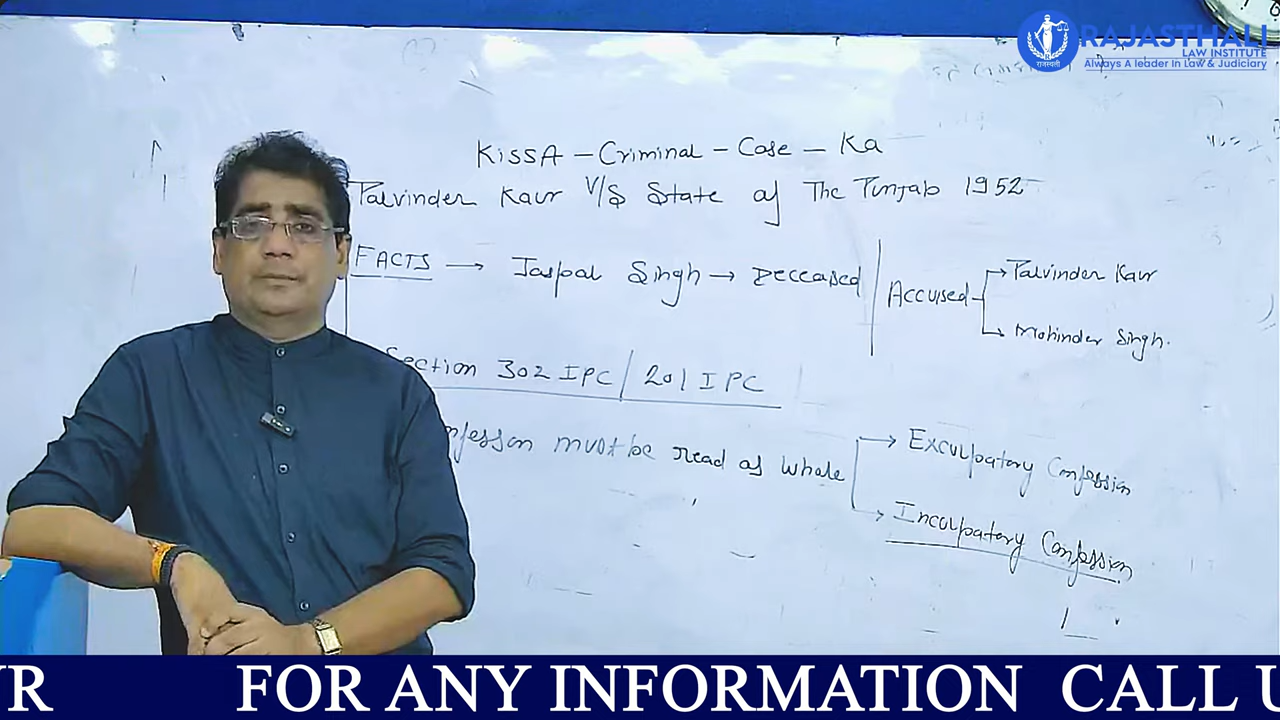 RAJASTHALI
LAW INSTITUTE
Always A leader In Law & Judiciary
KISSA - Criminal - Case - Ka
Palvinder Kaur V/S State of The Punjab 1952
FACTS → Jaspal Singh → Deceased
Accused
Palvinder Kaur
Mohinder Singh.
Section 302 IPC / 201 IPC
nfession must be read as whole
Exculpatory Confession
Inculpatory Confession
UR FOR ANY INFORMATION CALL U